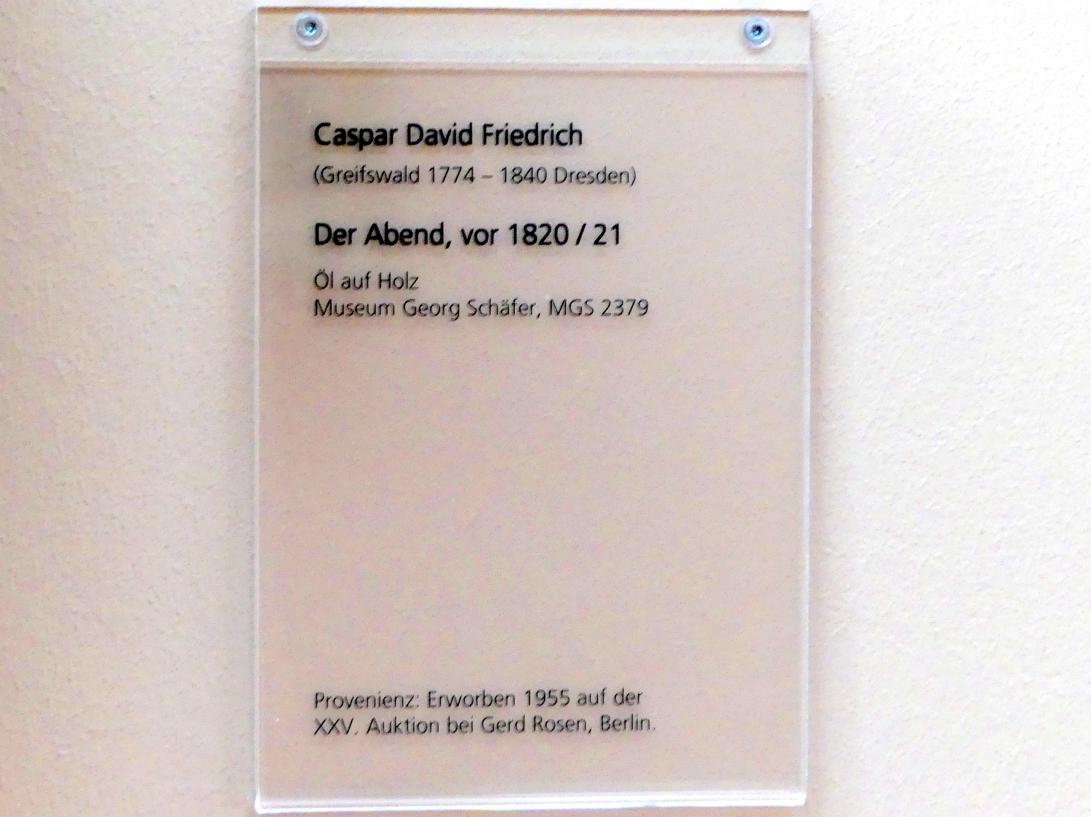 Caspar David Friedrich
(Greifswald 1774 – 1840 Dresden)
Der Abend, vor 1820 / 21
Öl auf Holz
Museum Georg Schäfer, MGS 2379
Provenienz: Erworben 1955 auf der
XXV. Auktion bei Gerd Rosen, Berlin.